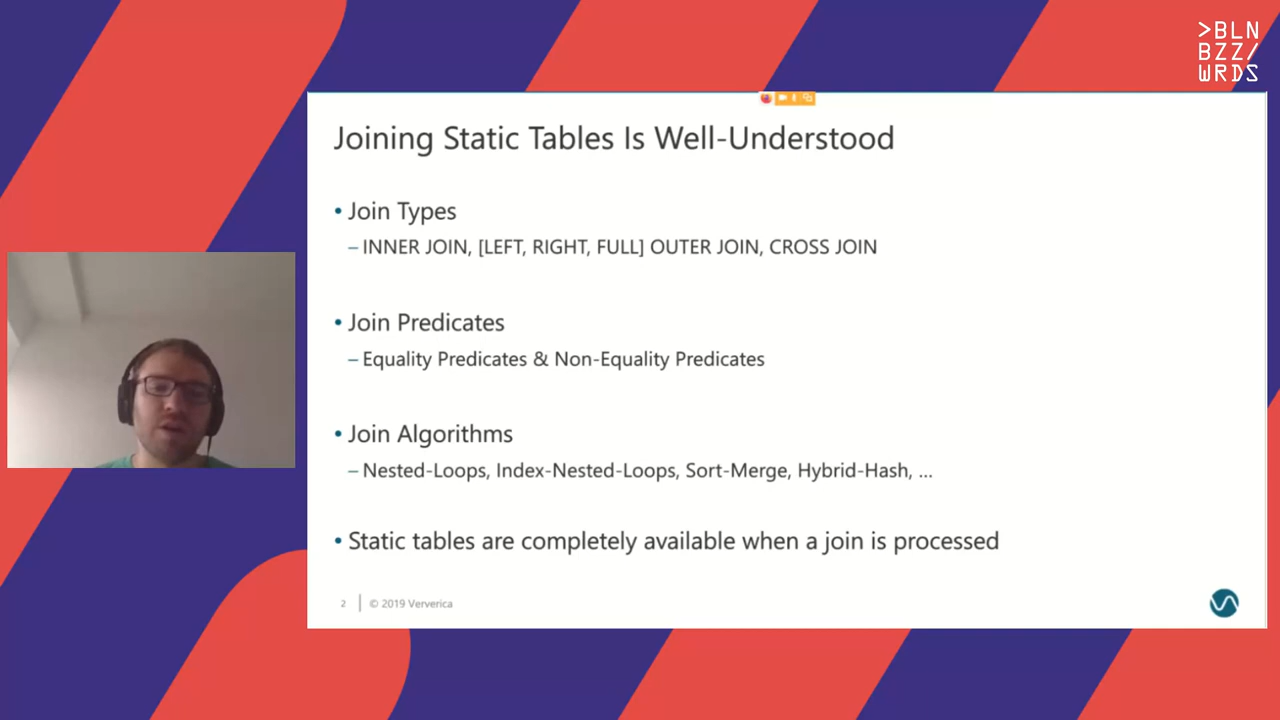 >BLN
BZZ/
WRDS
Joining Static Tables Is Well-Understood
• Join Types
– INNER JOIN, [LEFT, RIGHT, FULL] OUTER JOIN, CROSS JOIN
• Join Predicates
– Equality Predicates & Non-Equality Predicates
• Join Algorithms
– Nested-Loops, Index-Nested-Loops, Sort-Merge, Hybrid-Hash, ...
• Static tables are completely available when a join is processed
2 | © 2019 Ververica